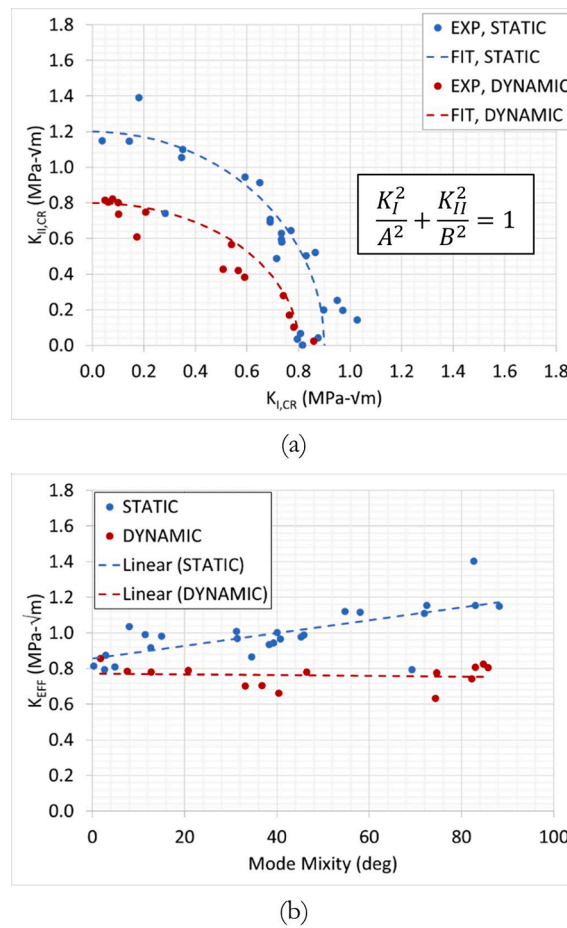 EXP, STATIC
FIT, STATIC
EXP, DYNAMIC
FIT, DYNAMIC
K_I^2/A^2 + K_II^2/B^2 = 1
K_II,CR (MPa-√m)
1.8
1.6
1.4
1.2
1.0
0.8
0.6
0.4
0.2
0.0
0.0 0.2 0.4 0.6 0.8 1.0 1.2 1.4 1.6 1.8
K_I,CR (MPa-√m)
(a)
STATIC
DYNAMIC
Linear (STATIC)
Linear (DYNAMIC)
K_EFF (MPa-√m)
1.8
1.6
1.4
1.2
1.0
0.8
0.6
0.4
0.2
0.0
0 20 40 60 80 100
Mode Mixity (deg)
(b)